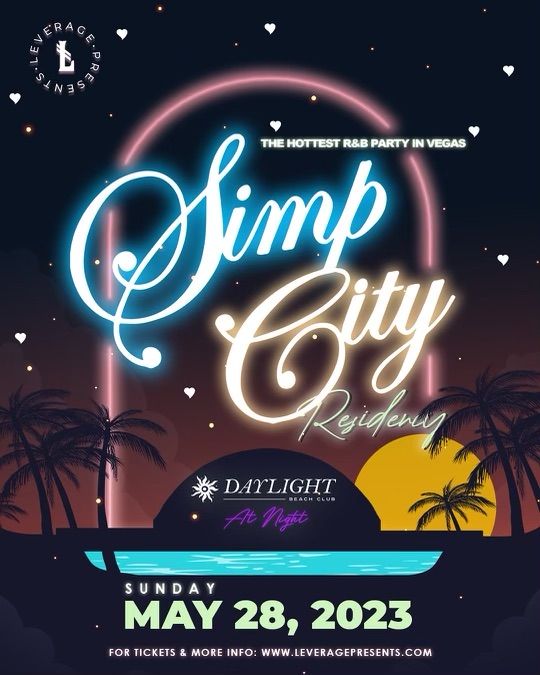 ·LEVERAGE·PRESENTS
L
THE HOTTEST R&B PARTY IN VEGAS
Simp
City
Residency
DAYLIGHT
BEACH CLUB
At Night
SUNDAY
MAY 28, 2023
FOR TICKETS & MORE INFO: WWW.LEVERAGEPRESENTS.COM